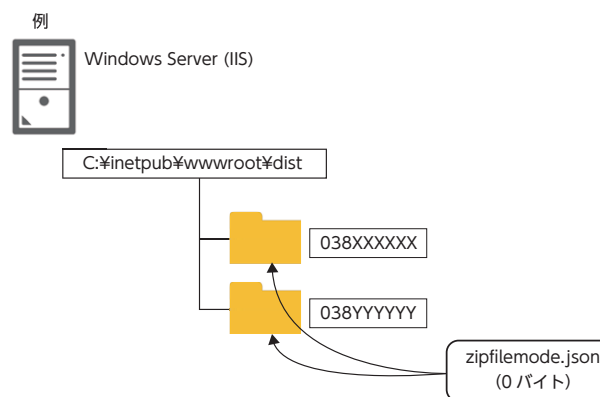 例
Windows Server (IIS)
C:¥inetpub¥wwwroot¥dist
038XXXXXX
038YYYYYY
zipfilemode.json
（0 バイト）